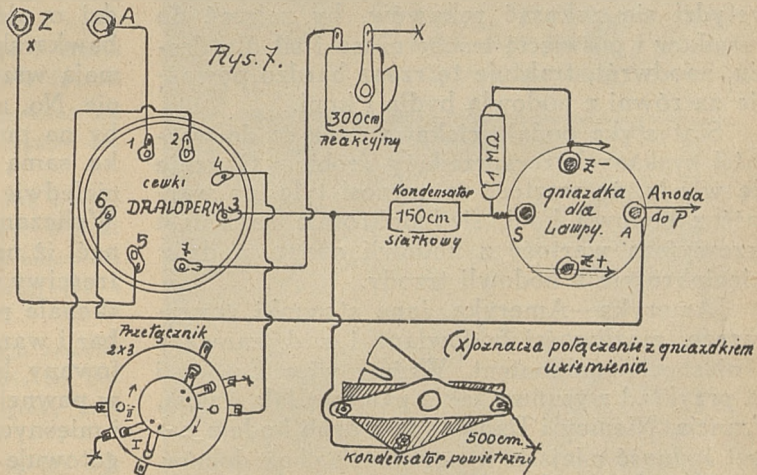 Z A
x
Rys. 7.
x
300cm
Reakcyjny
1 MΩ
1 2
4
cewki
DRALOPERM 3
6
5
7
Kondensator
150cm
siatkowy
Z-
gniazdka
dla
Lampy.
S A
Z+
Anoda
do P
Przełącznik
2x3
II
I
x
x
(x) oznacza połączenie z gniazdkiem
uziemienia
500cm.
Kondensator powietrzny
x